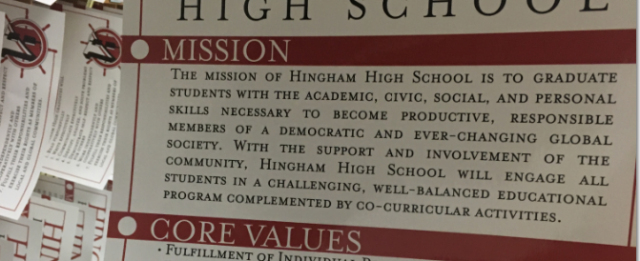 HIGH SCHOOL
MISSION
THE MISSION OF HINGHAM HIGH SCHOOL IS TO GRADUATE
STUDENTS WITH THE ACADEMIC, CIVIC, SOCIAL, AND PERSONAL
SKILLS NECESSARY TO BECOME PRODUCTIVE, RESPONSIBLE
MEMBERS OF A DEMOCRATIC AND EVER-CHANGING GLOBAL
SOCIETY. WITH THE SUPPORT AND INVOLVEMENT OF THE
COMMUNITY, HINGHAM HIGH SCHOOL WILL ENGAGE ALL
STUDENTS IN A CHALLENGING, WELL-BALANCED EDUCATIONAL
PROGRAM COMPLEMENTED BY CO-CURRICULAR ACTIVITIES.
CORE VALUES
• FULFILLMENT OF